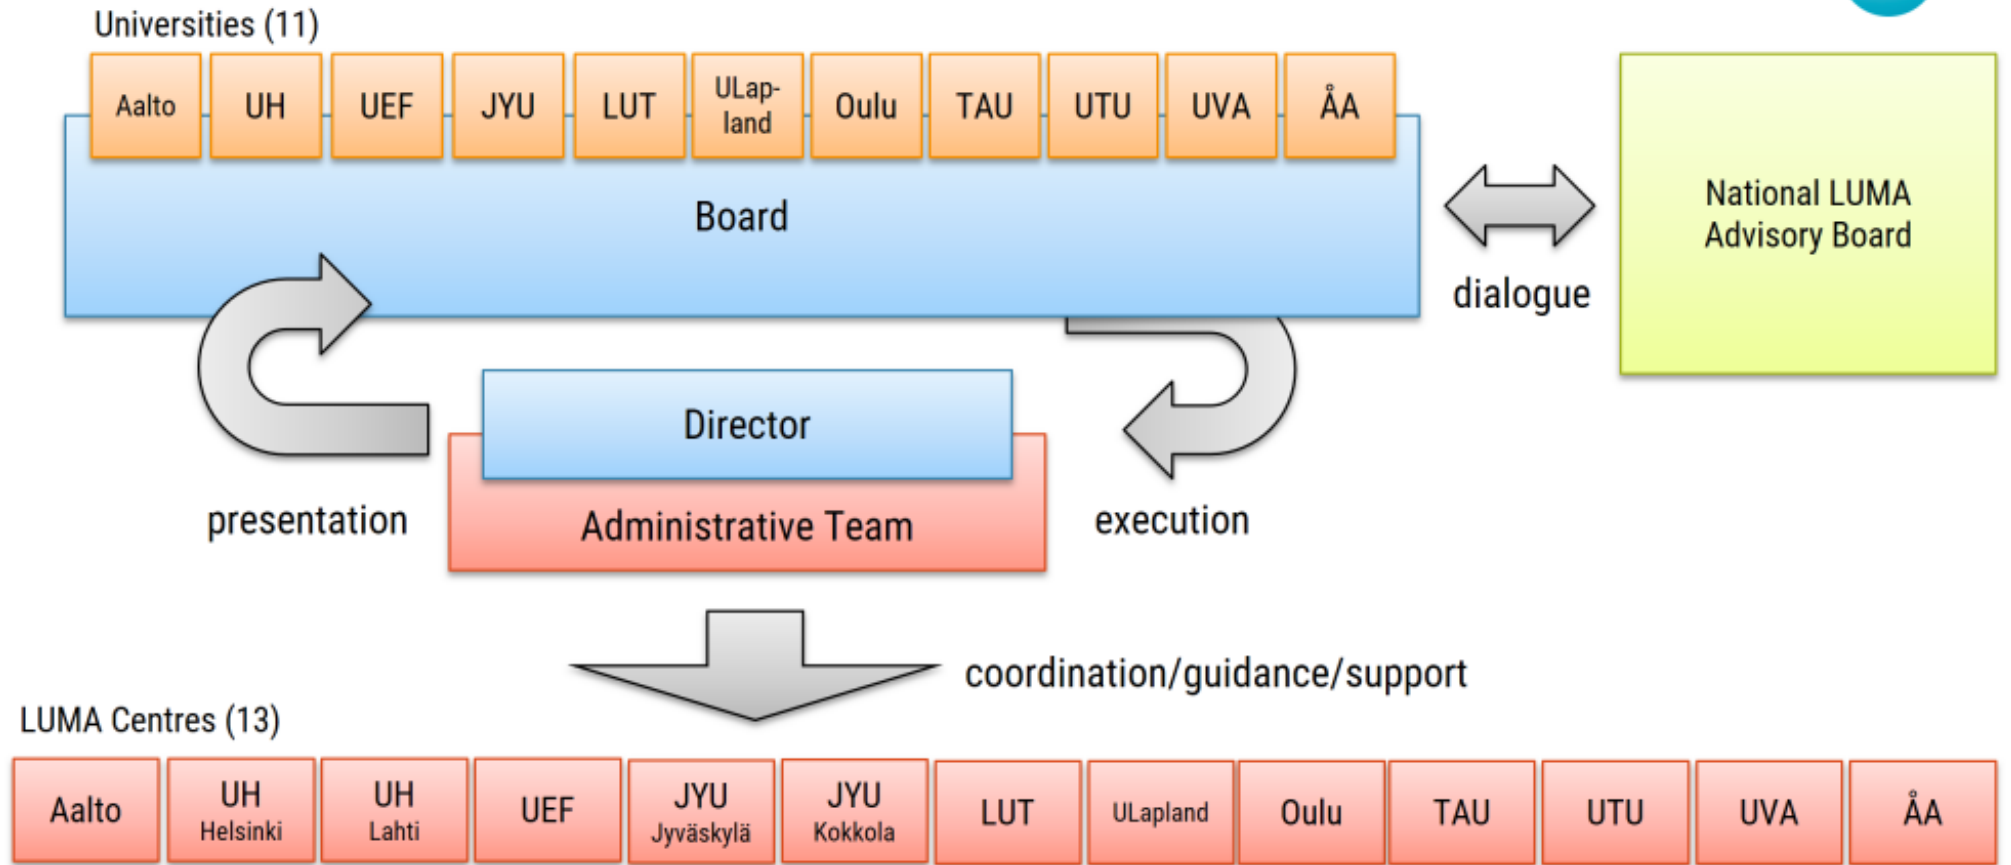 Universities (11)
Aalto
UH
UEF
JYU
LUT
ULap-
land
Oulu
TAU
UTU
UVA
ÅA
Board
National LUMA
Advisory Board
dialogue
Director
Administrative Team
presentation
execution
coordination/guidance/support
LUMA Centres (13)
Aalto
UH
Helsinki
UH
Lahti
UEF
JYU
Jyväskylä
JYU
Kokkola
LUT
ULapland
Oulu
TAU
UTU
UVA
ÅA